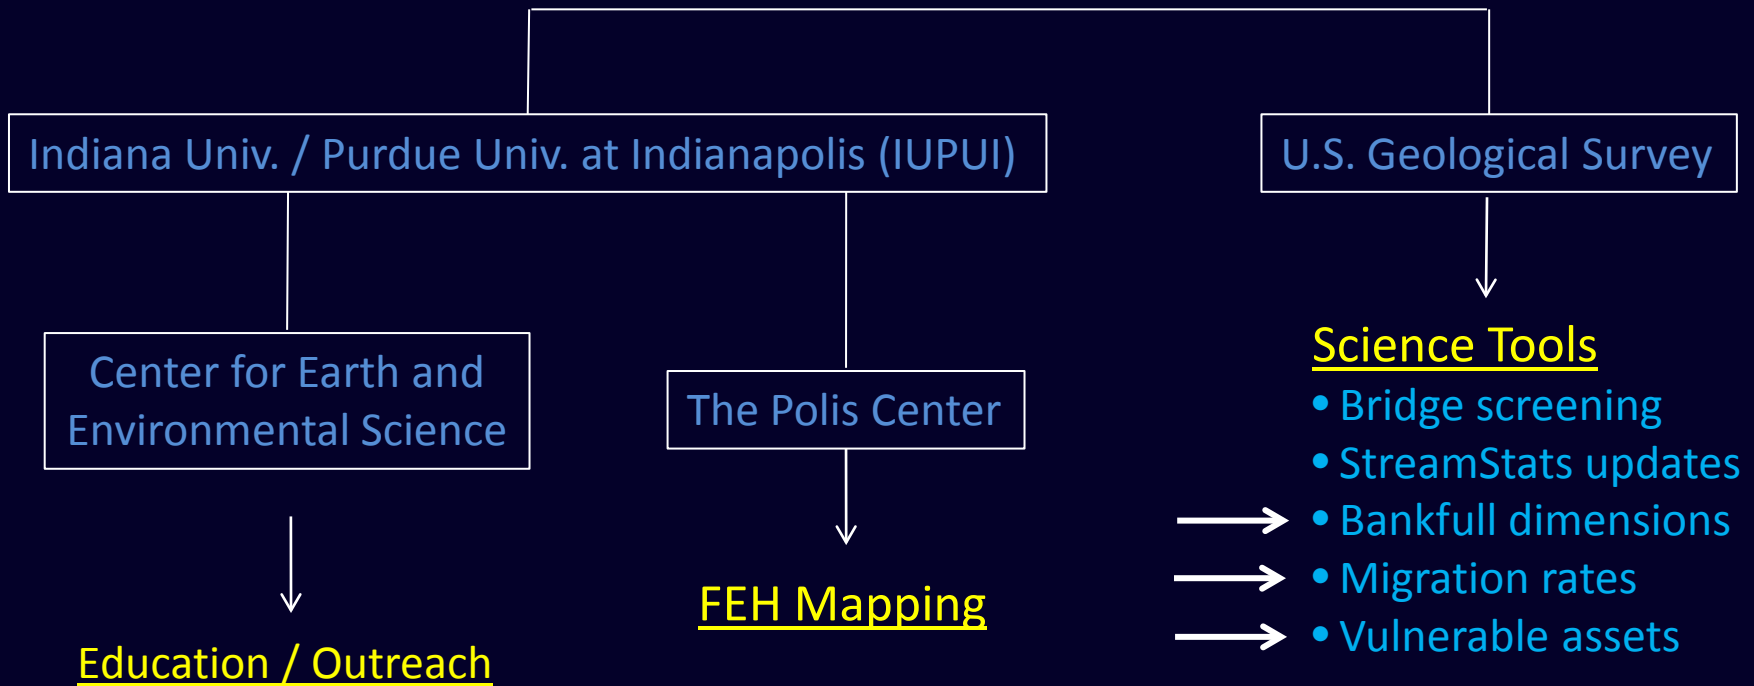 Indiana Univ. / Purdue Univ. at Indianapolis (IUPUI)
U.S. Geological Survey
Center for Earth and
Environmental Science
The Polis Center
Education / Outreach
FEH Mapping
Science Tools
• Bridge screening
• StreamStats updates
• Bankfull dimensions
• Migration rates
• Vulnerable assets